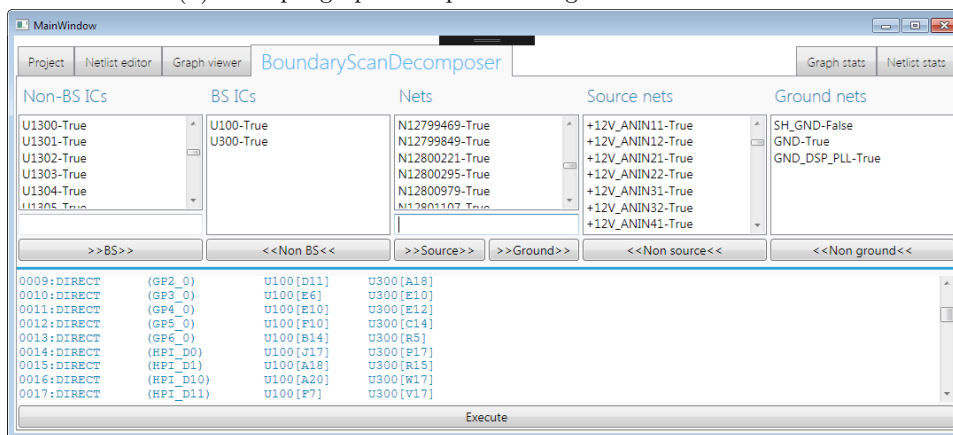 MainWindow
Project Netlist editor Graph viewer BoundaryScanDecomposer Graph stats Netlist stats
Non-BS ICs BS ICs Nets Source nets Ground nets
U1300-True U100-True N12799469-True +12V_ANIN11-True SH_GND-False
U1301-True U300-True N12799849-True +12V_ANIN12-True GND-True
U1302-True N12800221-True +12V_ANIN21-True GND_DSP_PLL-True
U1303-True N12800295-True +12V_ANIN22-True
U1304-True N12800979-True +12V_ANIN31-True
U1305-True N12801107-True +12V_ANIN32-True
+12V_ANIN41-True
>>BS>> <<Non BS<< >>Source>> >>Ground>> <<Non source<< <<Non ground<<
0009:DIRECT (GP2_0) U100[D11] U300[A18]
0010:DIRECT (GP3_0) U100[E6] U300[E10]
0011:DIRECT (GP4_0) U100[E10] U300[E12]
0012:DIRECT (GP5_0) U100[F10] U300[C14]
0013:DIRECT (GP6_0) U100[B14] U300[R5]
0014:DIRECT (HPI_D0) U100[J17] U300[P17]
0015:DIRECT (HPI_D1) U100[A18] U300[R15]
0016:DIRECT (HPI_D10) U100[A20] U300[W17]
0017:DIRECT (HPI_D11) U100[F7] U300[V17]
Execute